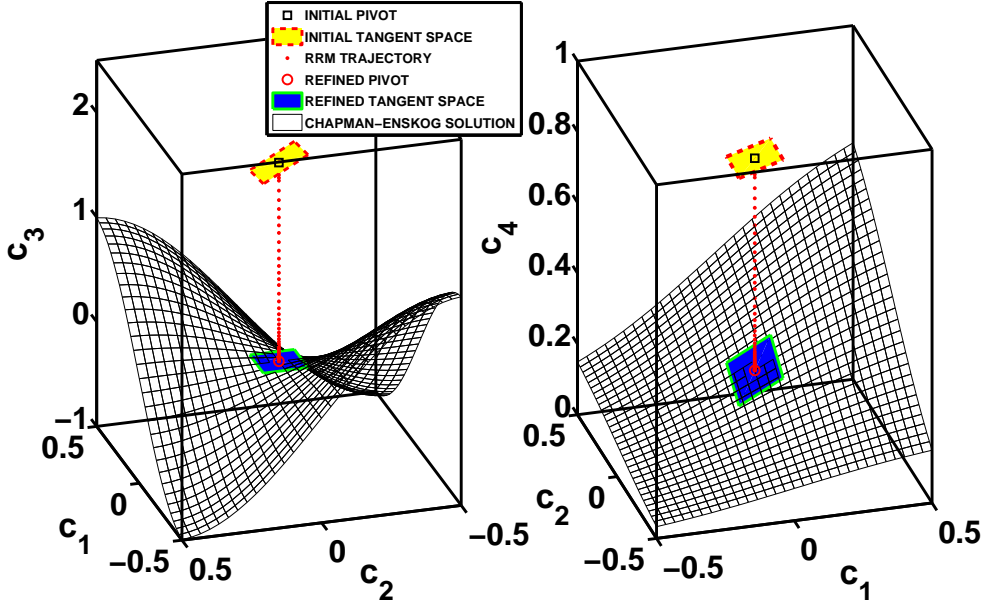 INITIAL PIVOT
INITIAL TANGENT SPACE
RRM TRAJECTORY
REFINED PIVOT
REFINED TANGENT SPACE
CHAPMAN−ENSKOG SOLUTION
2
1
0
−1
c3
0.5
0
−0.5
c1
0.5
0
−0.5
c2
1
0.8
0.6
0.4
0.2
0
c4
0.5
0
−0.5
c2
−0.5
0
0.5
c1